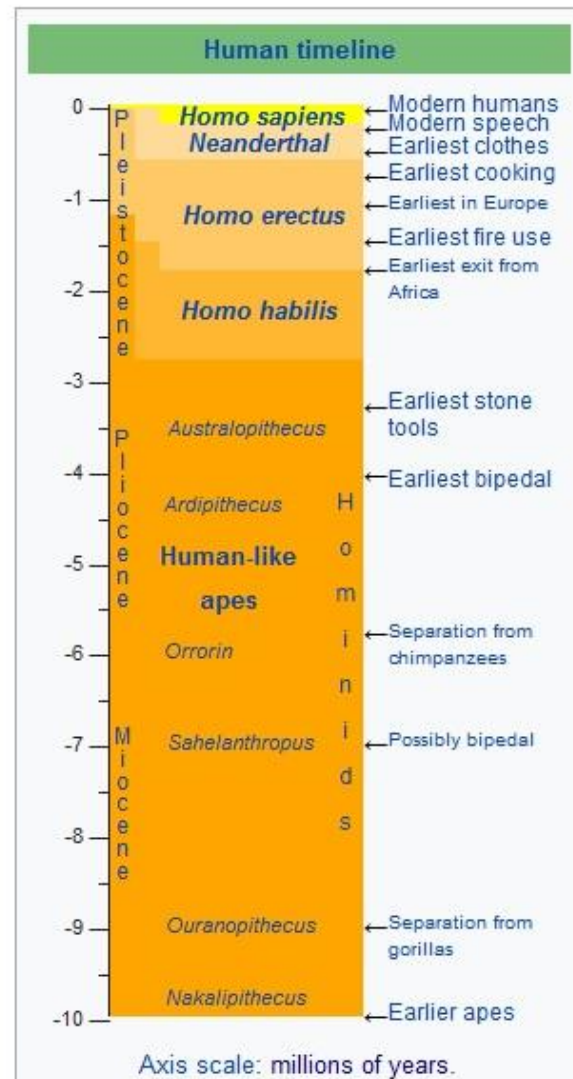 Human timeline
0
-1
-2
-3
-4
-5
-6
-7
-8
-9
-10
Pleistocene
Pliocene
Miocene
Homo sapiens
Neanderthal
Homo erectus
Homo habilis
Australopithecus
Ardipithecus
Human-like
apes
Orrorin
Sahelanthropus
Ouranopithecus
Nakalipithecus
Hominids
←Modern humans
←Modern speech
←Earliest clothes
←Earliest cooking
←Earliest in Europe
←Earliest fire use
←Earliest exit from
Africa
←Earliest stone
tools
←Earliest bipedal
←Separation from
chimpanzees
←Possibly bipedal
←Separation from
gorillas
←Earlier apes
Axis scale: millions of years.